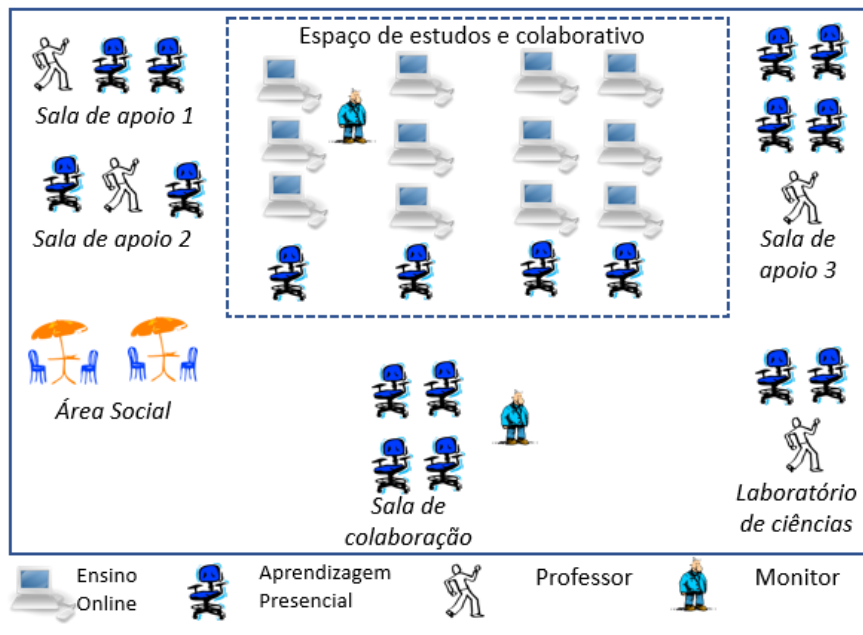 Espaço de estudos e colaborativo
Sala de apoio 1
Sala de apoio 2
Sala de
apoio 3
Área Social
Sala de
colaboração
Laboratório
de ciências
Ensino
Online
Aprendizagem
Presencial
Professor
Monitor